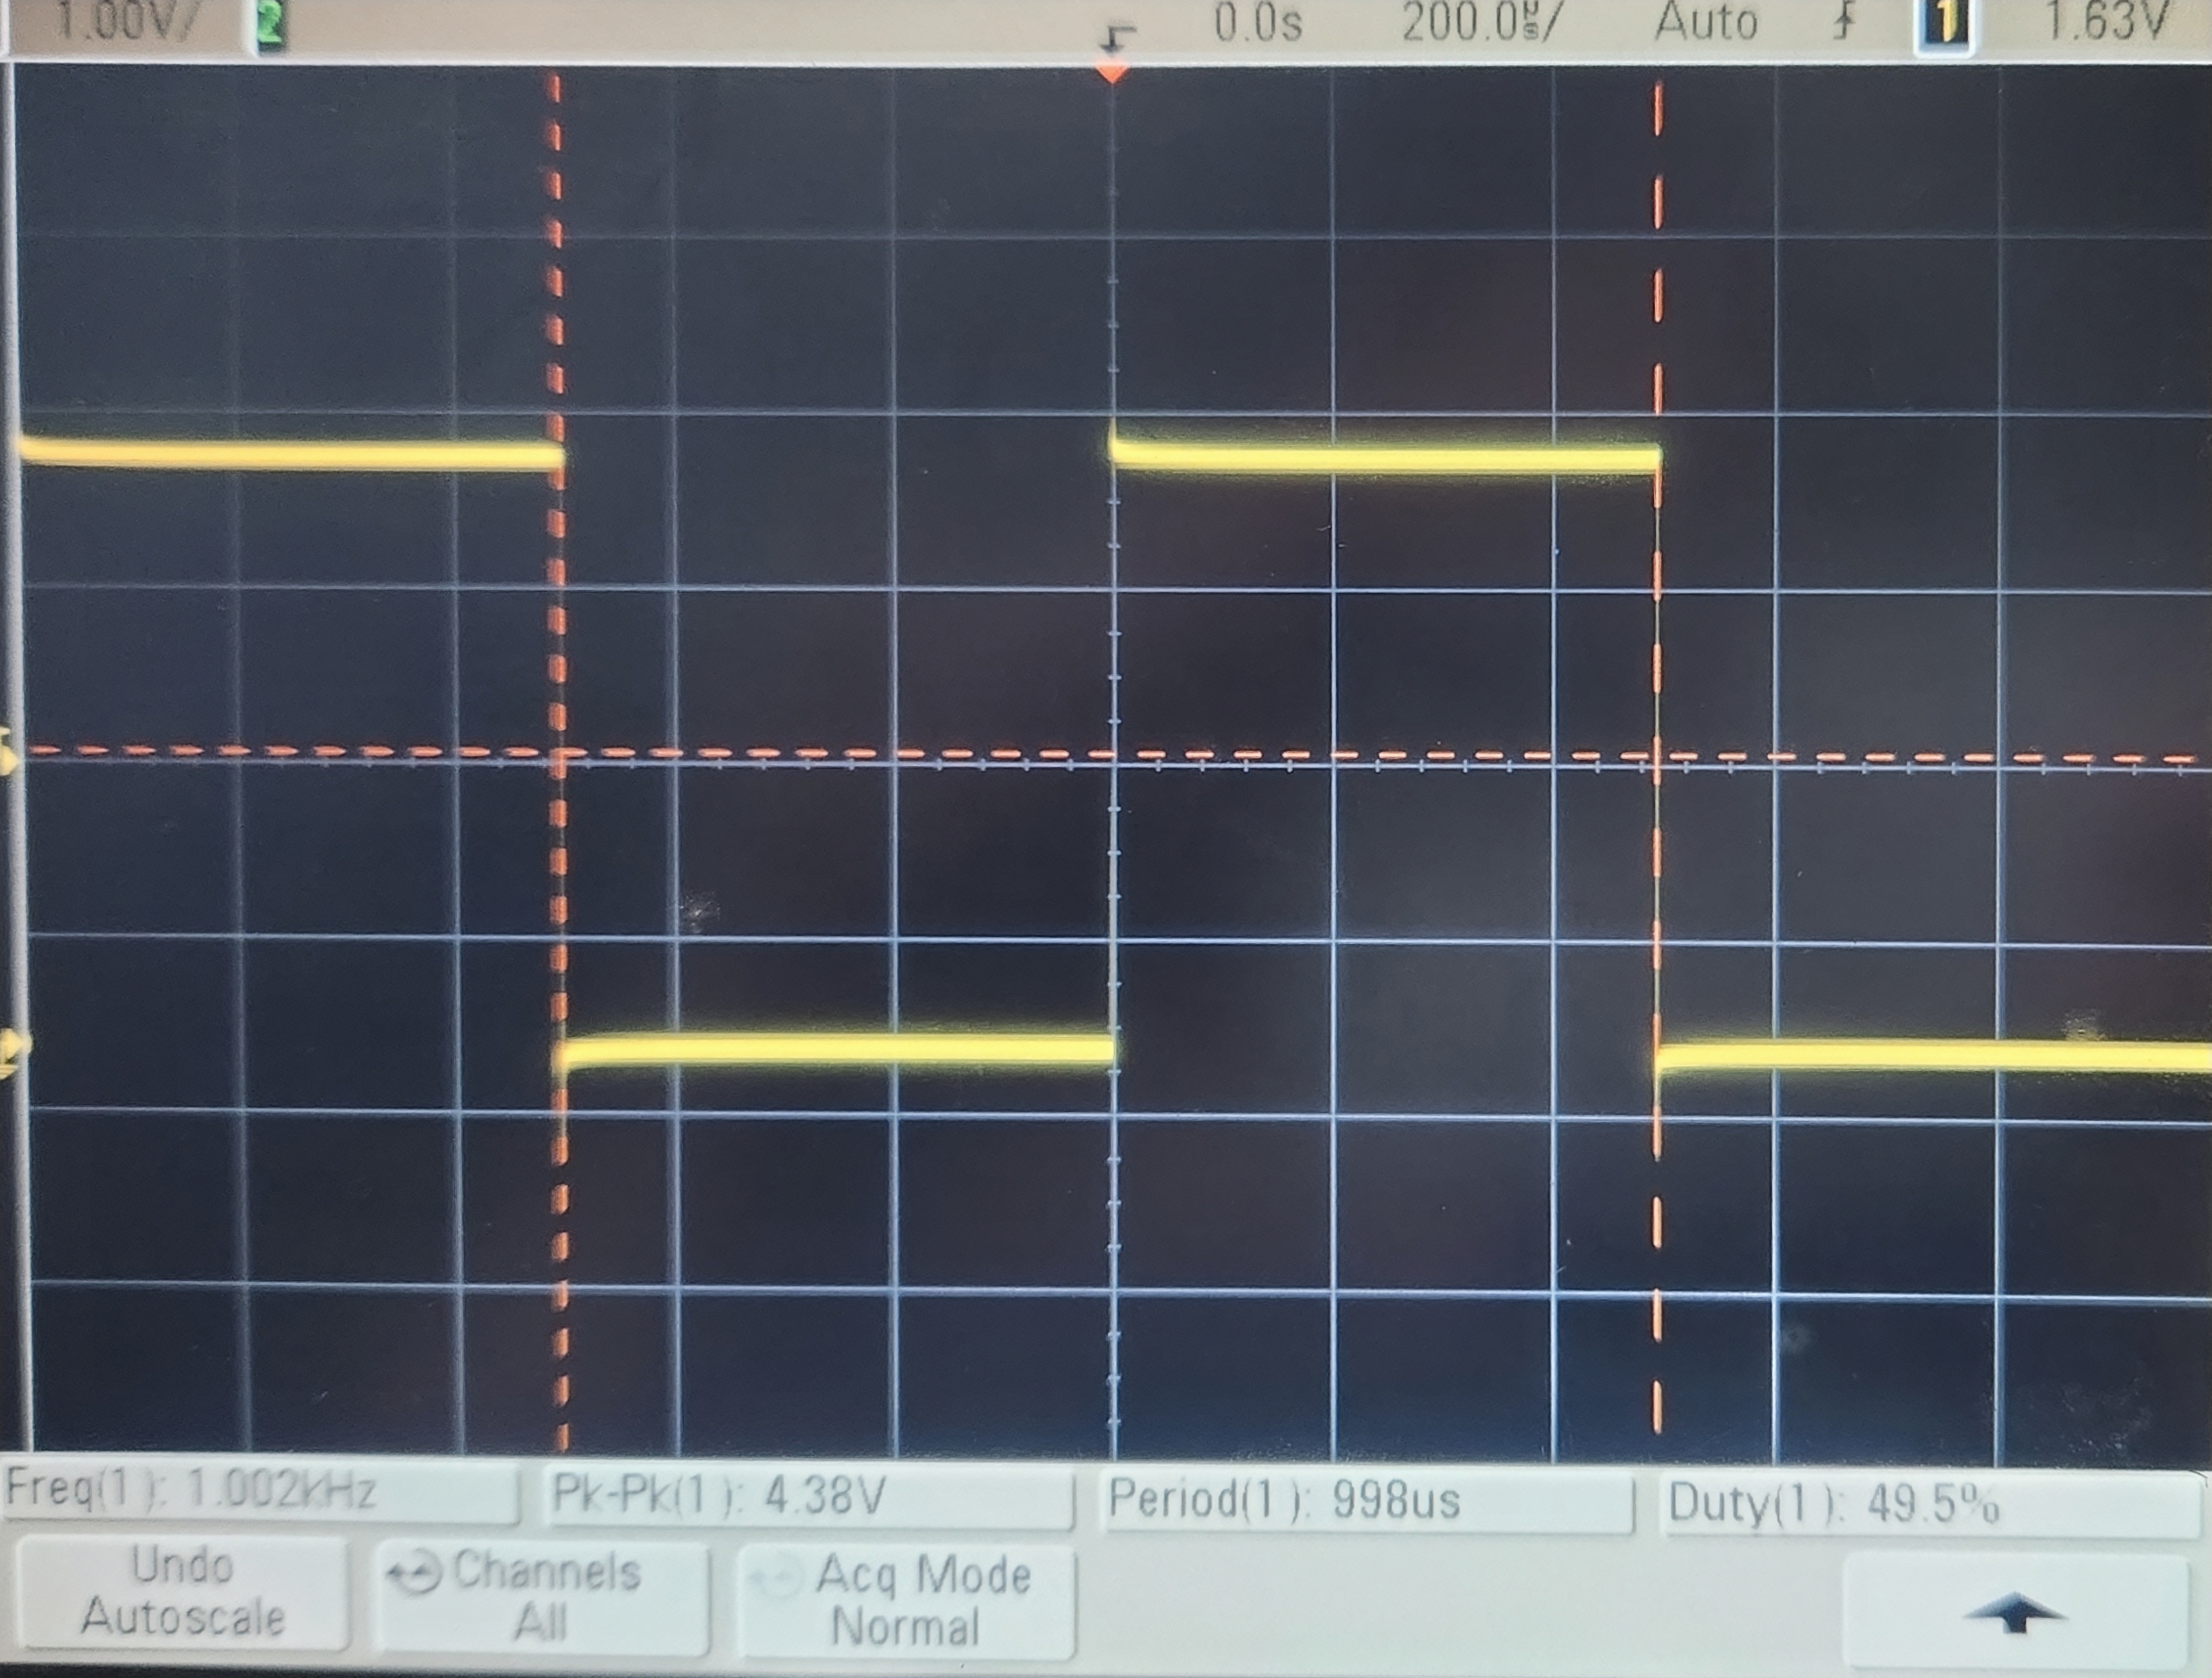 1.00V/ 2 0.0s 200.0µs/ Auto 1 1.63V
Freq(1): 1.002kHz Pk-Pk(1): 4.38V Period(1): 998us Duty(1): 49.5%
Undo Channels Acq Mode
Autoscale All Normal